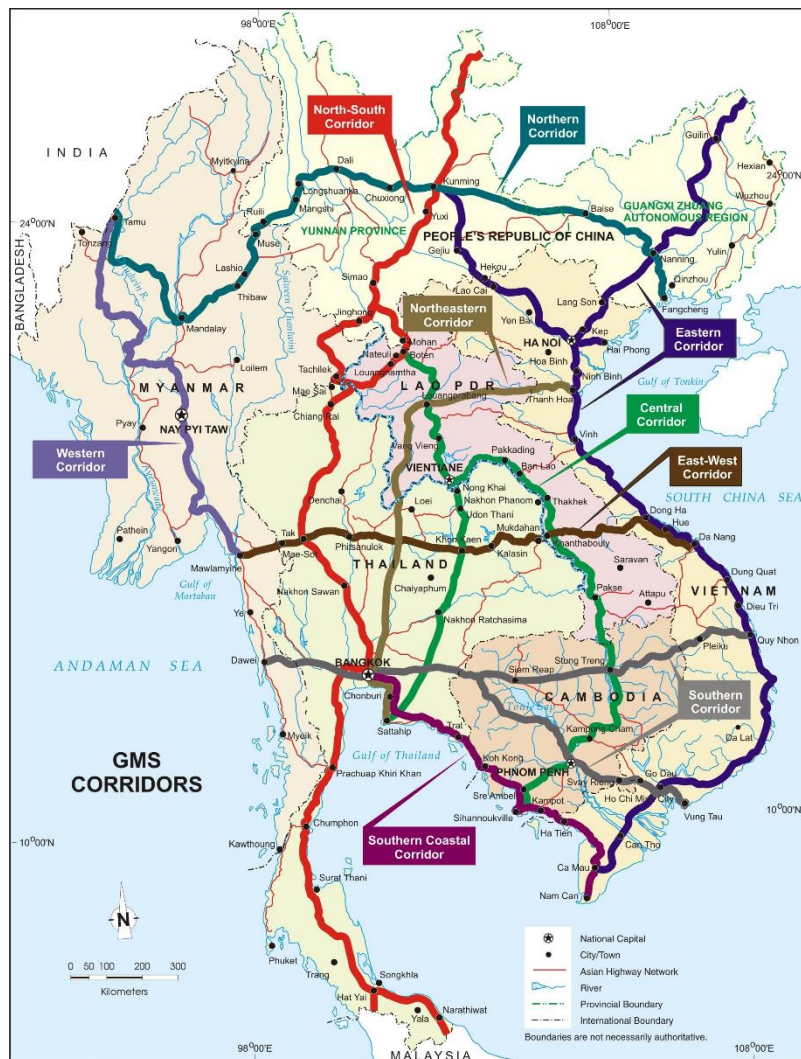 98°00'E
108°00'E
North-South
Corridor
Northern
Corridor
INDIA
Guilin
Hexian
24°00'N
Myitkyina
Dali
Longshuanka
Kunming
Chuxiong
Mangshi
Baise
Wuzhou
GUANGXI ZHUANG
AUTONOMOUS REGION
24°00'N
Tamu
Ruili
Yuxi
YUNNAN PROVINCE
PEOPLE'S REPUBLIC OF CHINA
Tonzang
Muse
Gejiu
Nanning
Yulin
BANGLADESH
Lashio
Hekou
Qinzhou
Salween (Thanlwin)
Simao
Lao Cai
Lang Son
Fangcheng
Thibaw
Northeastern
Corridor
Mandalay
Jinghong
Yen Bai
Kep
Eastern
Corridor
Mohan
HA NOI
Hai Phong
Nateuil
Boten
Hoa Binh
Loilem
Tachilek
Louangnamtha
Ninh Binh
Gulf of Tonkin
MYANMAR
Mae Sai
LAO PDR
Thanh Hoa
Chiang Rai
Louangprabang
NAY PYI TAW
Pyay
Central
Corridor
Western
Corridor
Vang Vieng
Vinh
Pakkading
VIENTIANE
Ban Lao
East-West
Corridor
Nong Khai
Denchai
Loei
Nakhon Phanom
Thakhek
SOUTH CHINA SEA
Udon Thani
Pathein
Dong Ha
Mukdahan
Hue
Yangon
Tak
Phitsanulok
Khon Kaen
Da Nang
Mae-Sot
Kalasin
Khanthabouly
Mawlamyine
THAILAND
Saravan
Gulf of
Martaban
Chaiyaphum
Dung Quat
Nakhon Sawan
Pakse
Attapu
VIET NAM
Ye
Dieu Tri
Nakhon Ratchasima
Pleiku
Quy Nhon
Dawei
BANGKOK
Siem Reap
Stung Treng
ANDAMAN SEA
Chonburi
CAMBODIA
Tonle Sap
Southern
Corridor
Sattahip
Trat
Kampong Cham
Da Lat
Myeik
Gulf of Thailand
Koh Kong
GMS
CORRIDORS
Prachuap Khiri Khan
PHNOM PENH
Svay Rieng
Go Dau
Sre Ambel
Kampot
Ho Chi Minh City
Sihannoukville
Vung Tau
10°00'N
Ha Tien
Chumphon
Southern Coastal
Corridor
Can Tho
10°00'N
Kawthoung
Ca Mau
Surat Thani
Nam Can
N
National Capital
City/Town
Phuket
Asian Highway Network
0 50 100 200 300
Trang
Songkhla
River
Kilometers
Provincial Boundary
Hat Yai
Narathiwat
International Boundary
Yala
Boundaries are not necessarily authoritative.
98°00'E
MALAYSIA
108°00'E